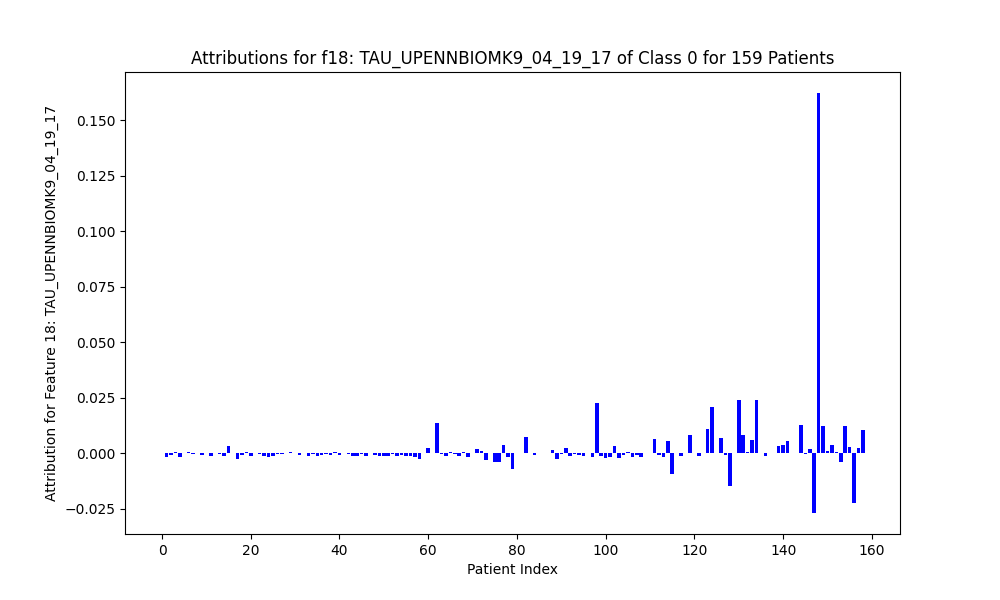 Attributions for f18: TAU_UPENNBIOMK9_04_19_17 of Class 0 for 159 Patients
Attribution for Feature 18: TAU_UPENNBIOMK9_04_19_17
0.150
0.125
0.100
0.075
0.050
0.025
0.000
−0.025
0 20 40 60 80 100 120 140 160
Patient Index